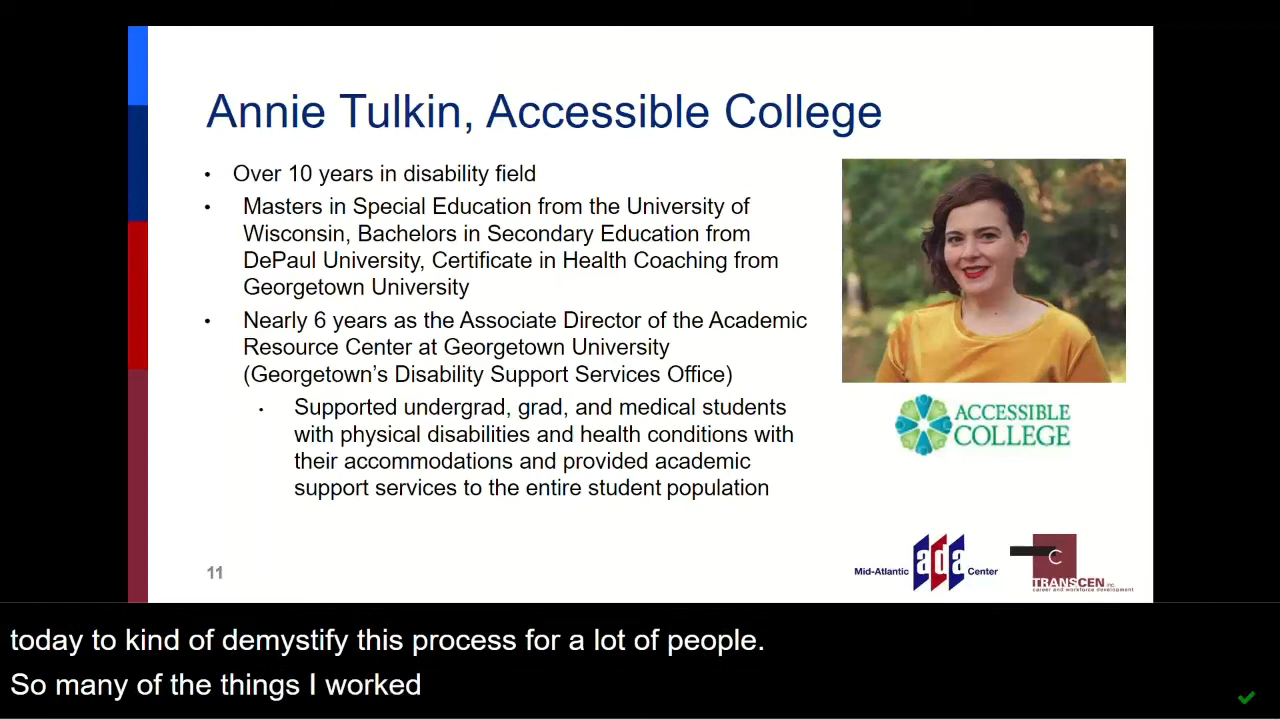 Annie Tulkin, Accessible College
• Over 10 years in disability field
• Masters in Special Education from the University of
Wisconsin, Bachelors in Secondary Education from
DePaul University, Certificate in Health Coaching from
Georgetown University
• Nearly 6 years as the Associate Director of the Academic
Resource Center at Georgetown University
(Georgetown's Disability Support Services Office)
• Supported undergrad, grad, and medical students
with physical disabilities and health conditions with
their accommodations and provided academic
support services to the entire student population
ACCESSIBLE
COLLEGE
11
Mid-Atlantic ada Center
C
TRANSCEN inc.
career and workforce development
today to kind of demystify this process for a lot of people.
So many of the things I worked